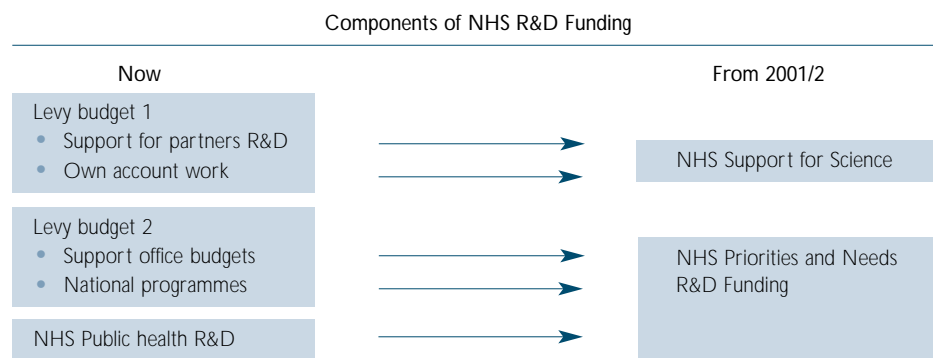 Components of NHS R&D Funding
Now
From 2001/2
Levy budget 1
• Support for partners R&D
• Own account work
NHS Support for Science
Levy budget 2
• Support office budgets
• National programmes
NHS Priorities and Needs
R&D Funding
NHS Public health R&D